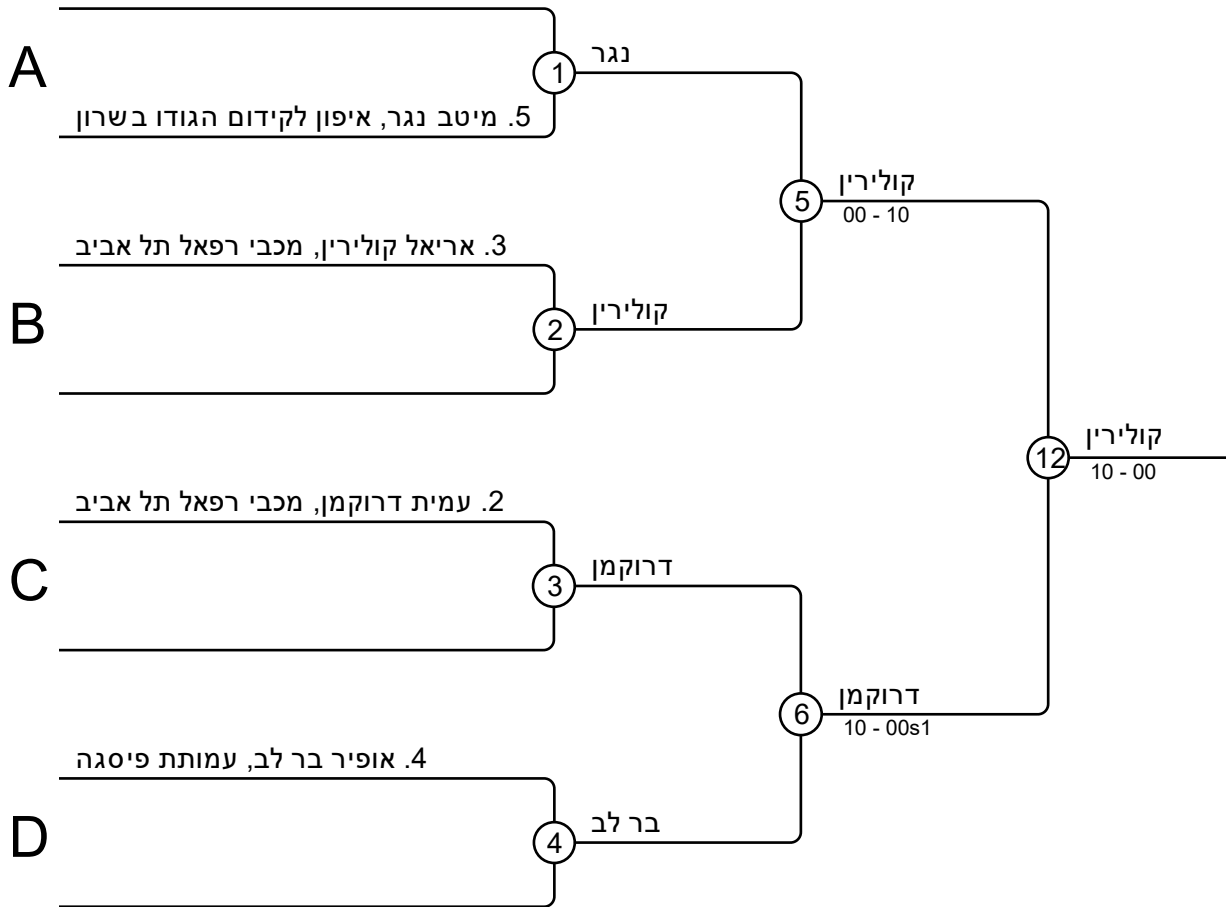 A
1
נגר
5. מיטב נגר, איפון לקידום הגודו בשרון
5
קולירין
00 - 10
3. אריאל קולירין, מכבי רפאל תל אביב
B
2
קולירין
12
קולירין
10 - 00
2. עמית דרוקמן, מכבי רפאל תל אביב
C
3
דרוקמן
6
דרוקמן
10 - 00s1
4. אופיר בר לב, עמותת פיסגה
D
4
בר לב